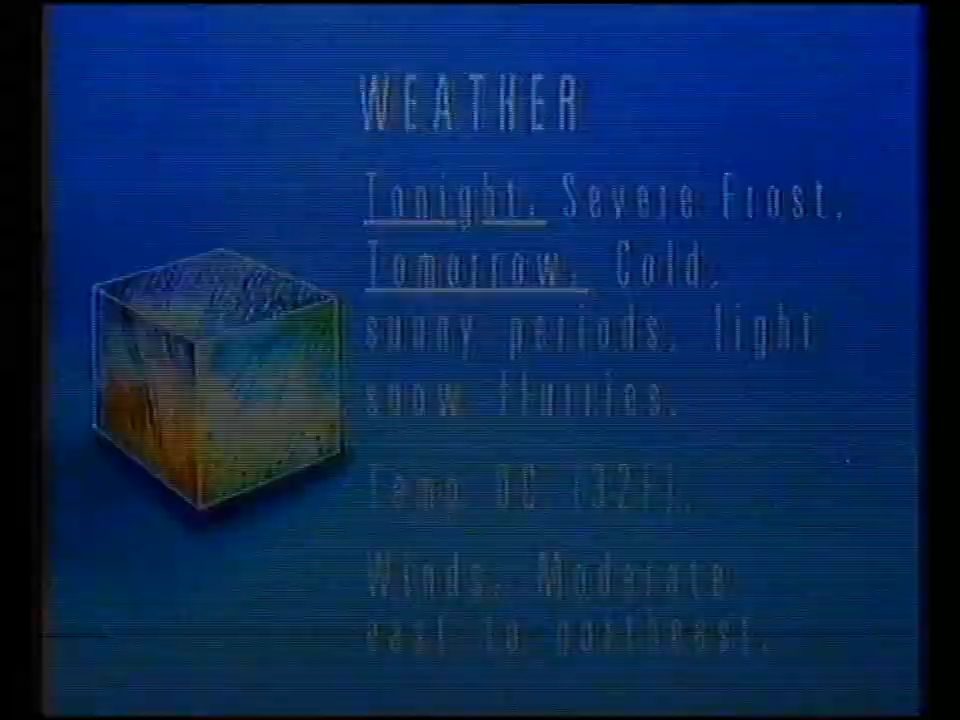 WEATHER
Tonight. Severe Frost.
Tomorrow. Cold,
sunny periods, light
snow flurries.
Temp 0C (32F).
Winds. Moderate
east to northeast.